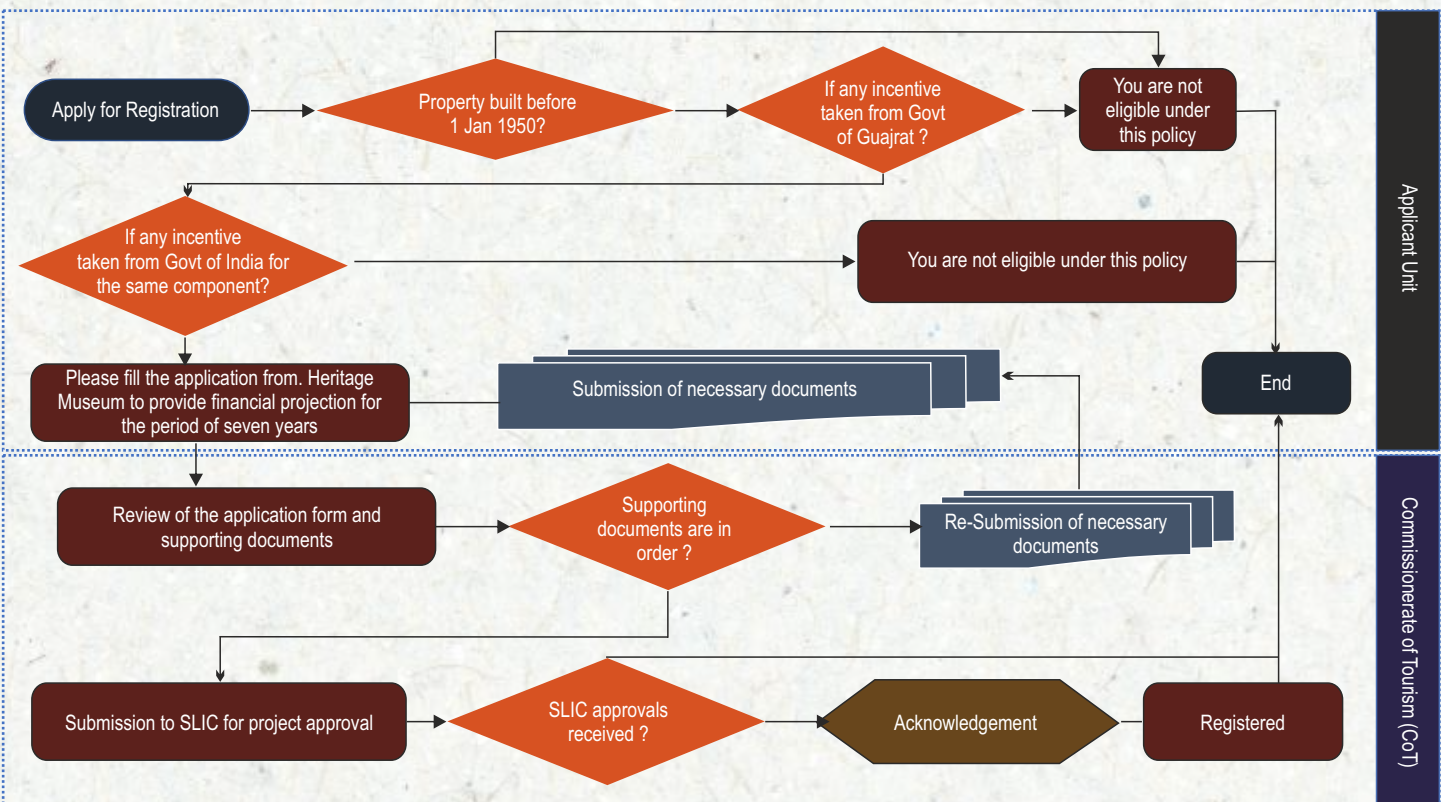 Apply for Registration
Property built before
1 Jan 1950?
If any incentive
taken from Govt
of Guajrat ?
You are not
eligible under
this policy
If any incentive
taken from Govt of India for
the same component?
You are not eligible under this policy
Please fill the application from. Heritage
Museum to provide financial projection for
the period of seven years
Submission of necessary documents
End
Applicant Unit
Review of the application form and
supporting documents
Supporting
documents are in
order ?
Re-Submission of necessary
documents
Submission to SLIC for project approval
SLIC approvals
received ?
Acknowledgement
Registered
Commissionerate of Tourism (CoT)